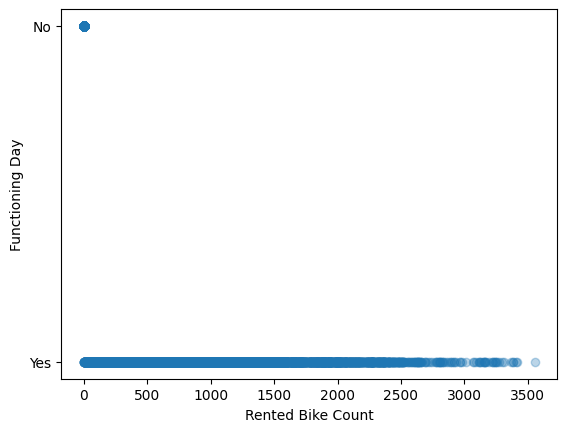 No
Functioning Day
Yes
0 500 1000 1500 2000 2500 3000 3500
Rented Bike Count